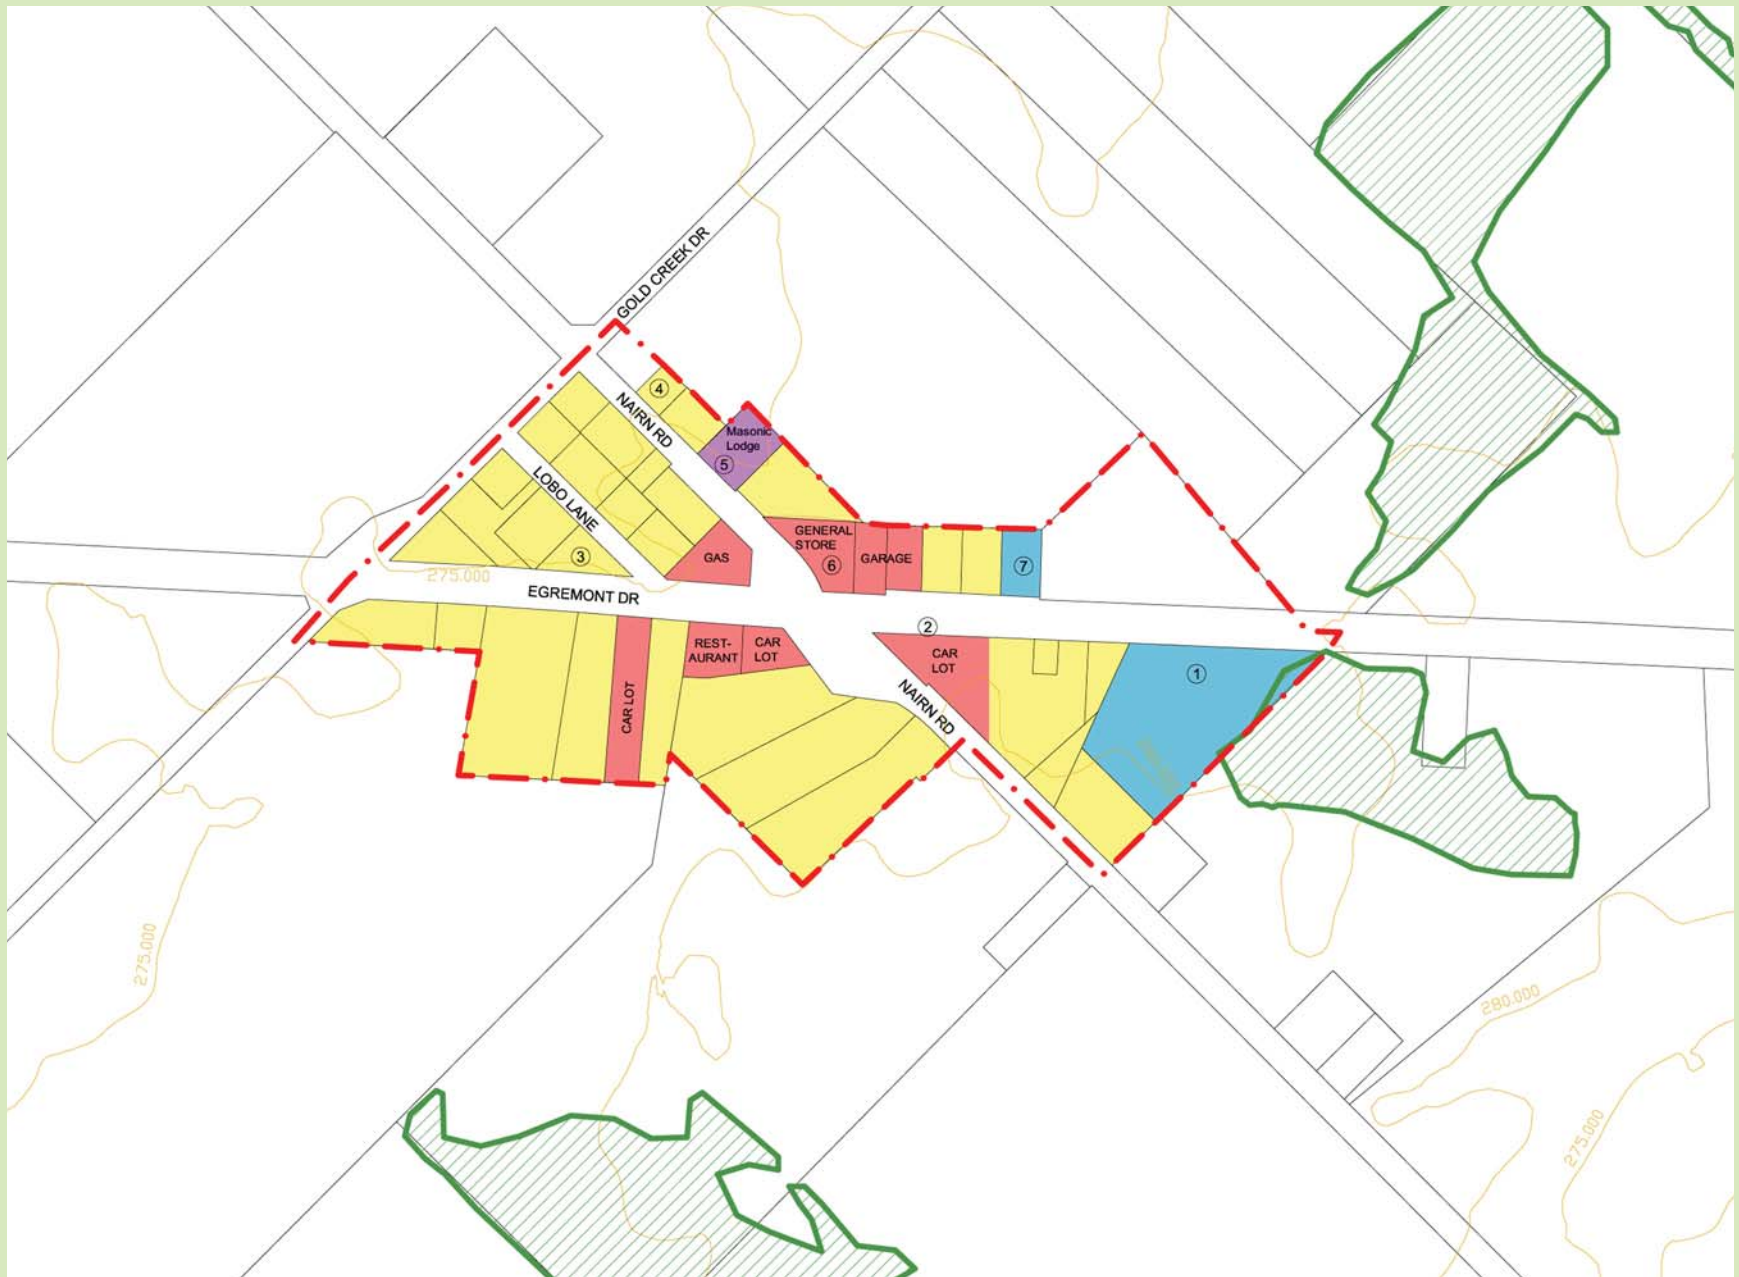 GOLD CREEK DR
④
NAIRN RD
Masonic
Lodge
⑤
LOBO LANE
GENERAL
STORE
⑥
GARAGE
GAS
③
⑦
275.000
EGREMONT DR
②
REST-
AURANT
CAR
LOT
CAR
LOT
①
CAR LOT
NAIRN RD
275.000
280.000
275.000